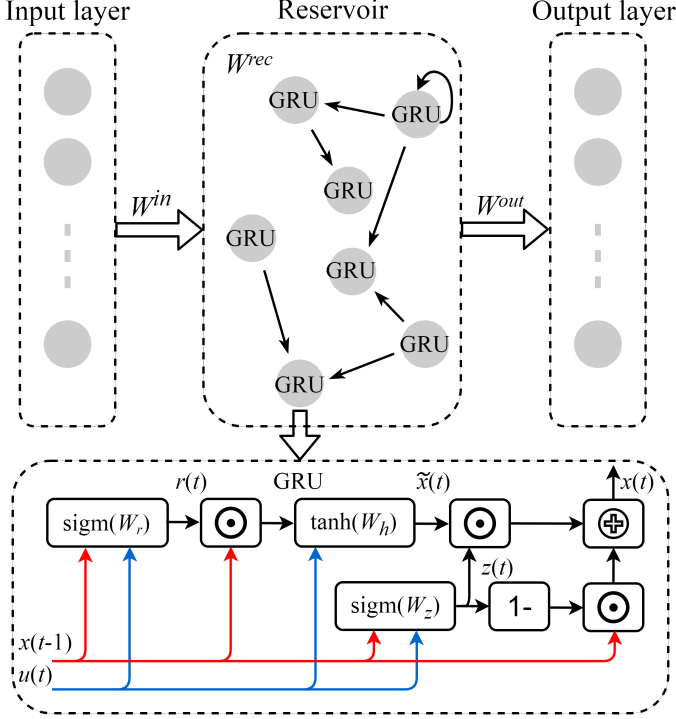 Input layer
Reservoir
Output layer
W^rec
GRU
GRU
GRU
W^in
W^out
GRU
GRU
GRU
GRU
GRU
r(t)
x̃(t)
x(t)
sigm(W_r)
tanh(W_h)
z(t)
sigm(W_z)
1-
x(t-1)
u(t)